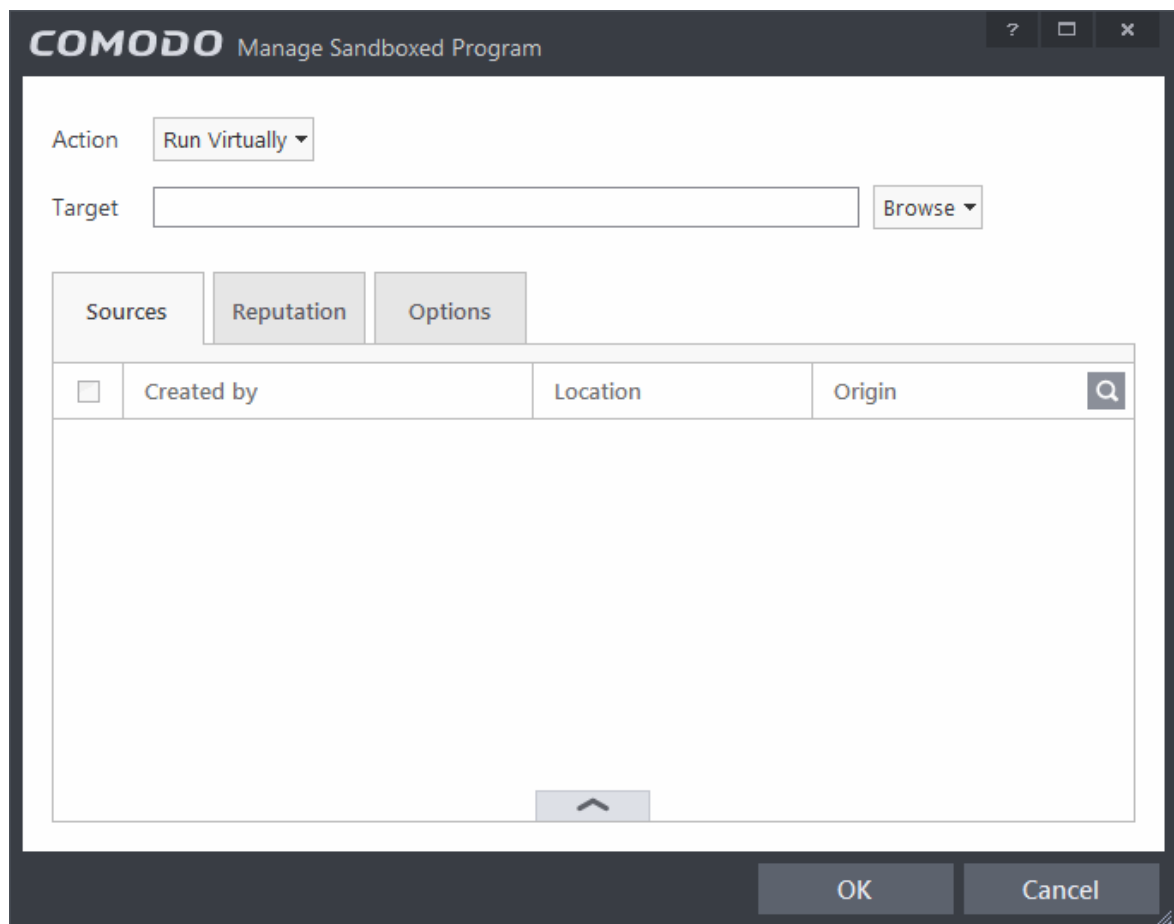 COMODO Manage Sandboxed Program ?
Action Run Virtually
Target Browse
Sources Reputation Options
Created by Location Origin
OK Cancel